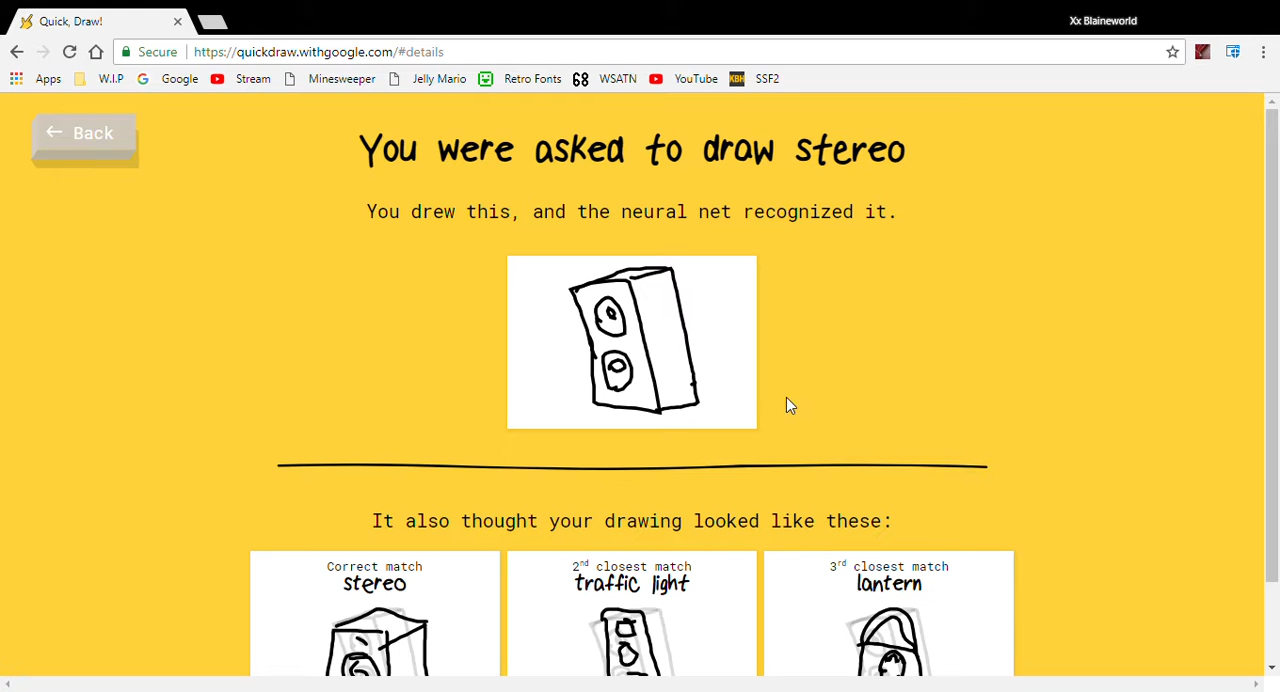 Quick, Draw!
Xx Blaineworld
Secure https://quickdraw.withgoogle.com/#details
Apps W.I.P Google Stream Minesweeper Jelly Mario Retro Fonts 68 WSATN YouTube KBH SSF2
← Back
You were asked to draw stereo
You drew this, and the neural net recognized it.
It also thought your drawing looked like these:
Correct match 2nd closest match 3rd closest match
stereo traffic light lantern